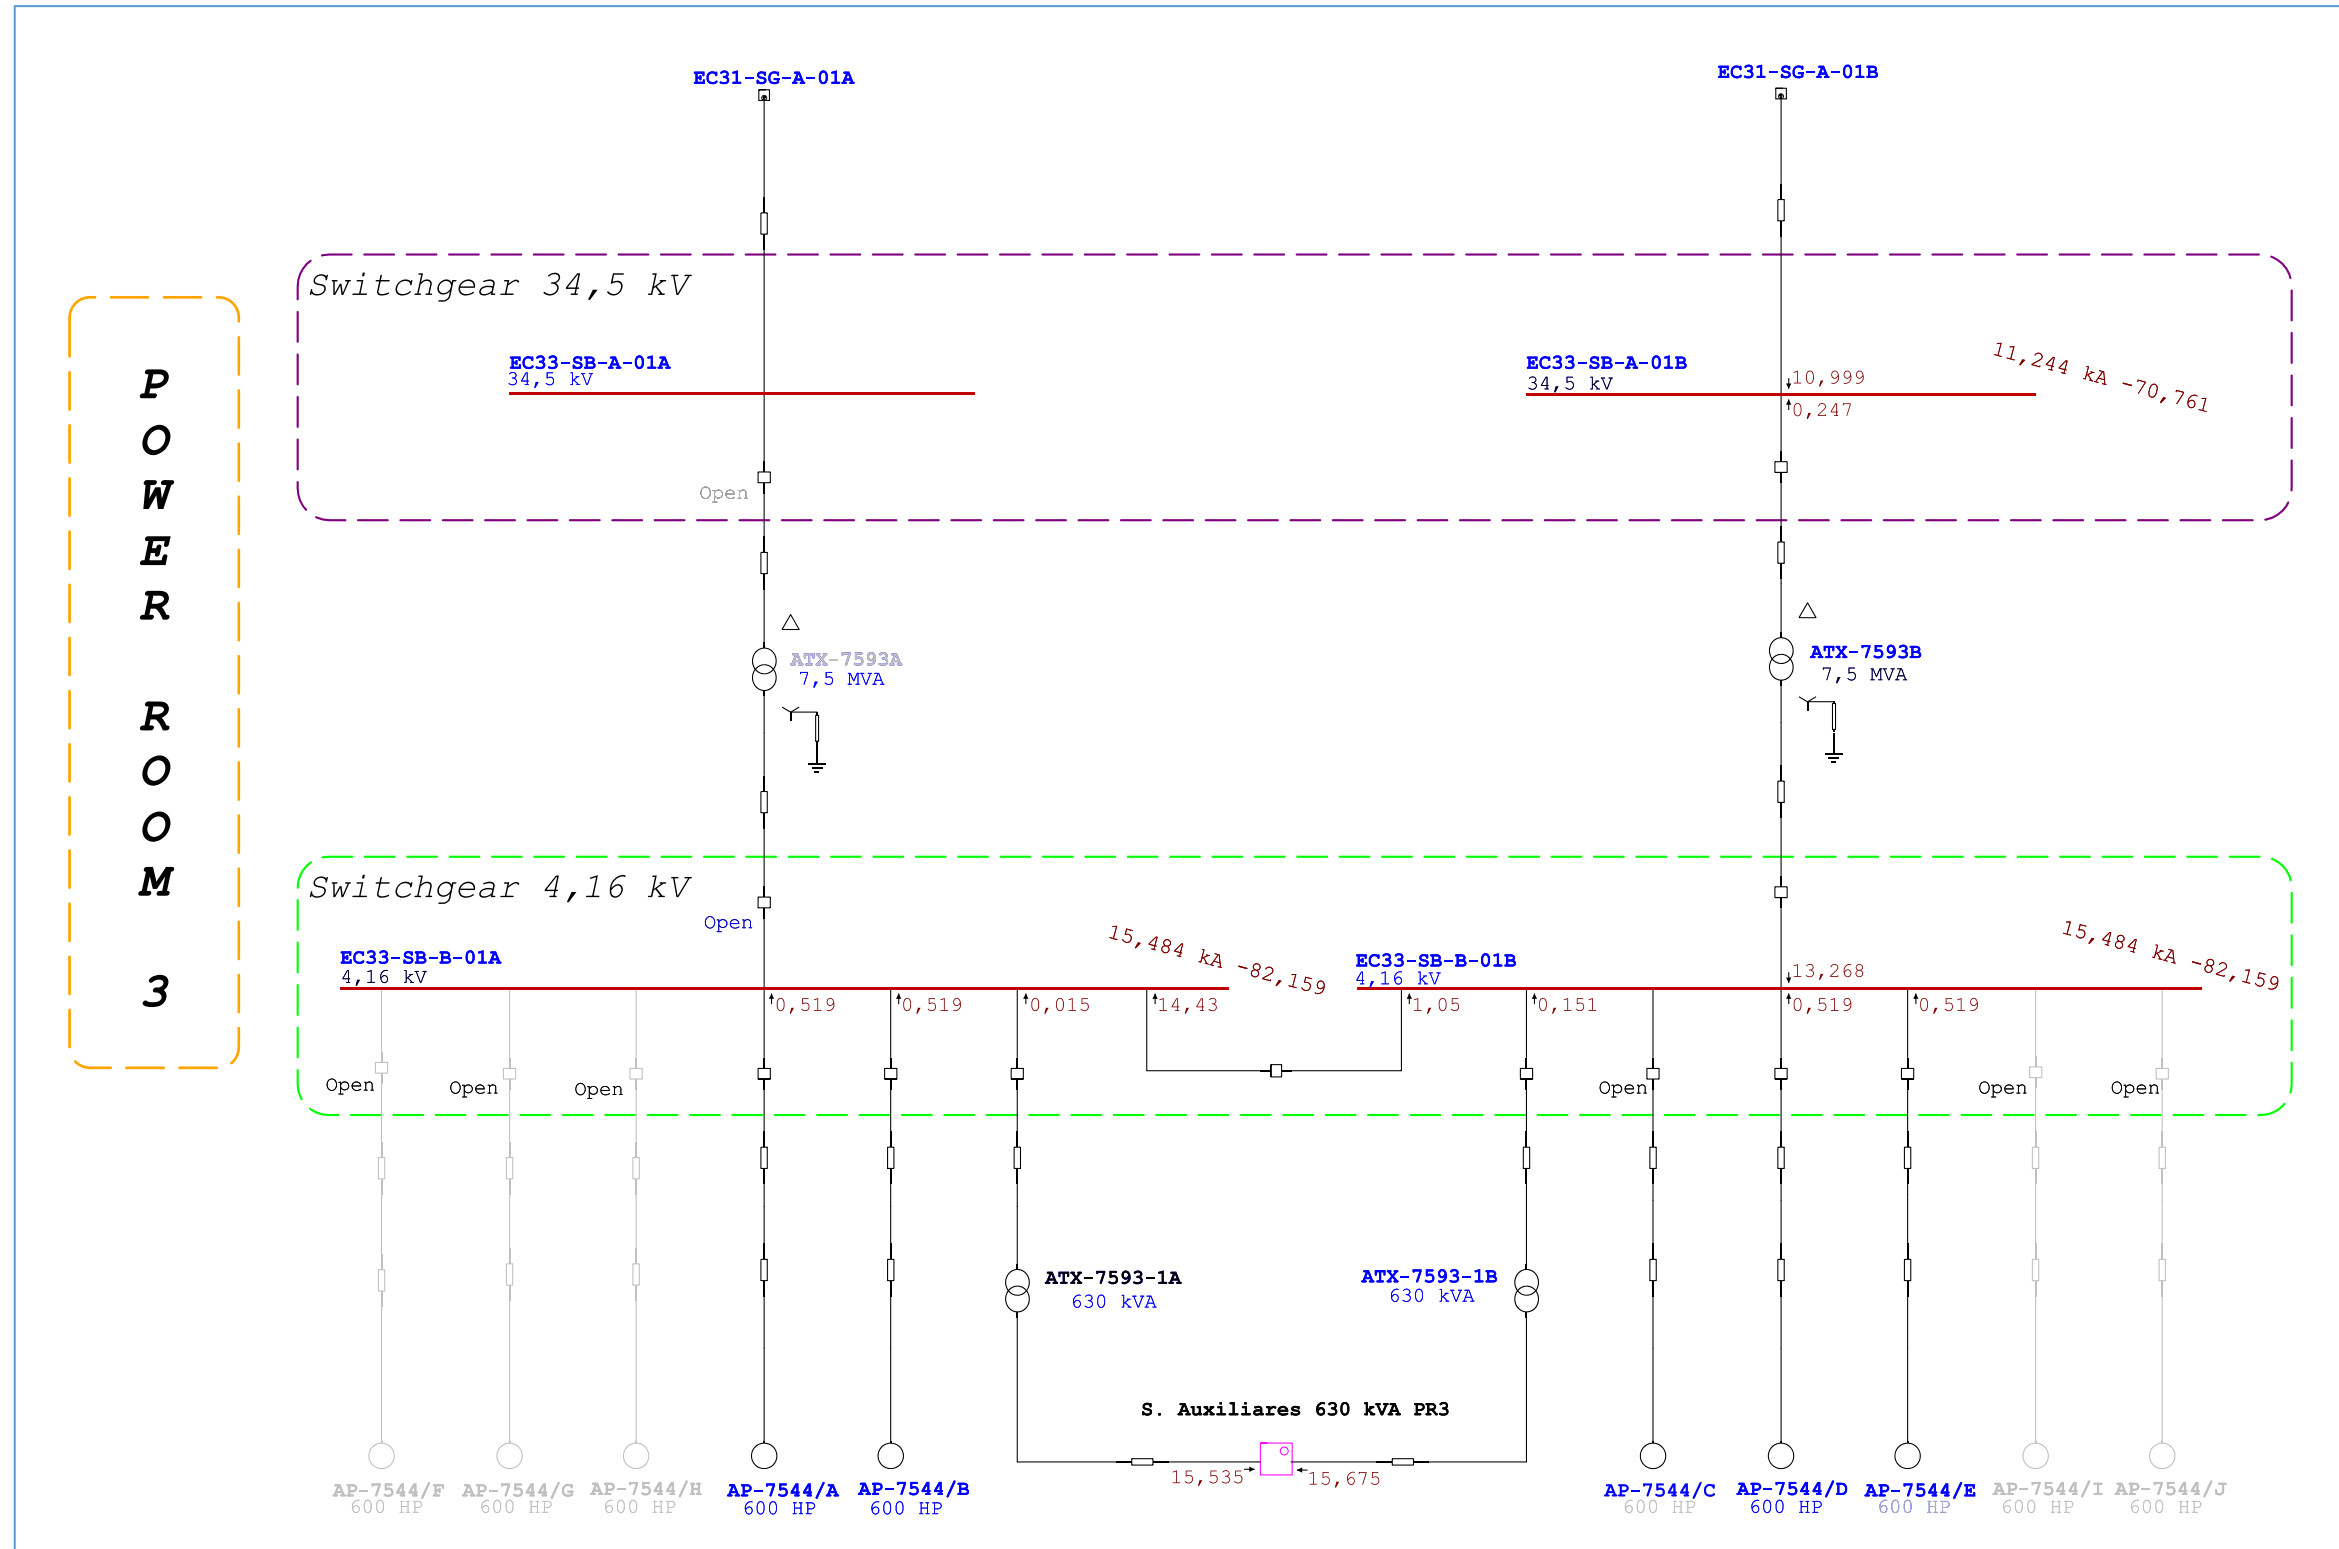 EC31-SG-A-01A
EC31-SG-A-01B
POWER ROOM 3
Switchgear 34,5 kV
EC33-SB-A-01A
34,5 kV
EC33-SB-A-01B
34,5 kV
10,999
0,247
11,244 kA -70,761
Open
ATX-7593A
7,5 MVA
ATX-7593B
7,5 MVA
Switchgear 4,16 kV
Open
EC33-SB-B-01A
4,16 kV
15,484 kA -82,159
EC33-SB-B-01B
4,16 kV
13,268
15,484 kA -82,159
0,519
0,519
0,015
14,43
1,05
0,151
0,519
0,519
Open
Open
Open
Open
Open
Open
ATX-7593-1A
630 kVA
ATX-7593-1B
630 kVA
S. Auxiliares 630 kVA PR3
15,535
15,675
AP-7544/F
600 HP
AP-7544/G
600 HP
AP-7544/H
600 HP
AP-7544/A
600 HP
AP-7544/B
600 HP
AP-7544/C
600 HP
AP-7544/D
600 HP
AP-7544/E
600 HP
AP-7544/I
600 HP
AP-7544/J
600 HP